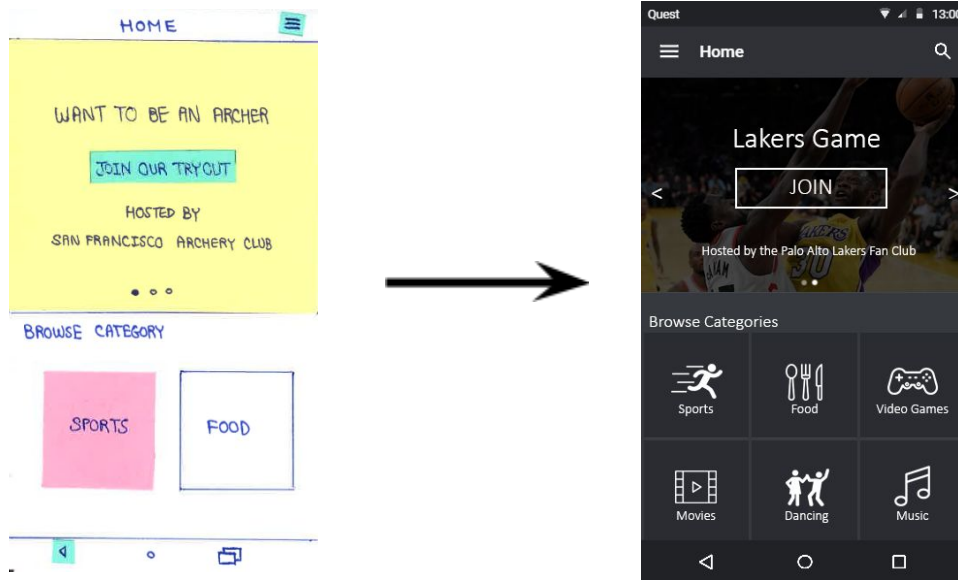 HOME
WANT TO BE AN ARCHER
JOIN OUR TRYOUT
HOSTED BY
SAN FRANCISCO ARCHERY CLUB
BROWSE CATEGORY
SPORTS
FOOD
Quest
13:00
Home
Lakers Game
< JOIN >
Hosted by the Palo Alto Lakers Fan Club
Browse Categories
Sports Food Video Games
Movies Dancing Music